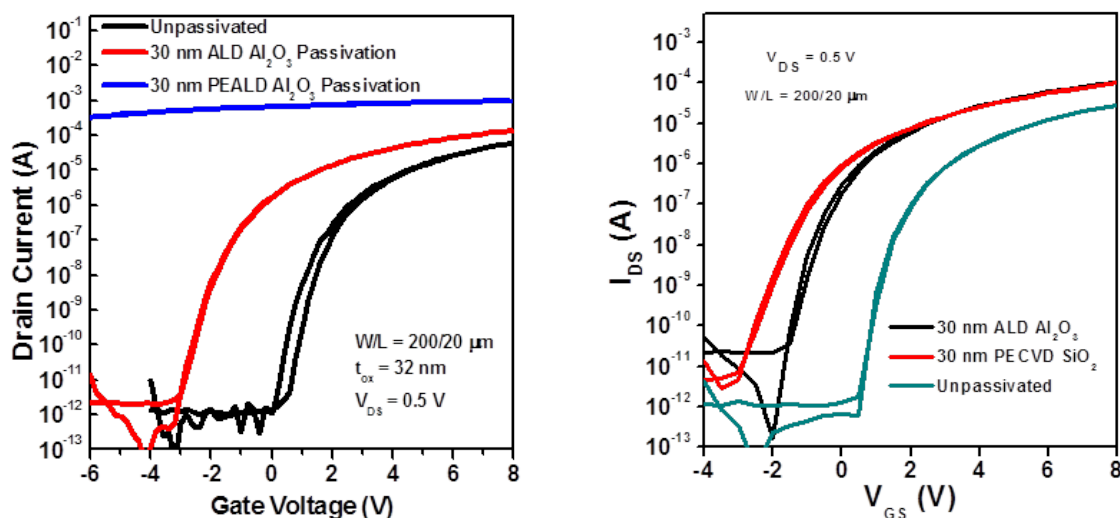 Unpassivated
30 nm ALD Al₂O₃ Passivation
30 nm PEALD Al₂O₃ Passivation
W/L = 200/20 µm
tₒₓ = 32 nm
V_DS = 0.5 V
Drain Current (A)
10⁻¹
10⁻²
10⁻³
10⁻⁴
10⁻⁵
10⁻⁶
10⁻⁷
10⁻⁸
10⁻⁹
10⁻¹⁰
10⁻¹¹
10⁻¹²
10⁻¹³
-6 -4 -2 0 2 4 6 8
Gate Voltage (V)
V_DS = 0.5 V
W/L = 200/20 µm
30 nm ALD Al₂O₃
30 nm PECVD SiO₂
Unpassivated
I_DS (A)
10⁻³
10⁻⁴
10⁻⁵
10⁻⁶
10⁻⁷
10⁻⁸
10⁻⁹
10⁻¹⁰
10⁻¹¹
10⁻¹²
10⁻¹³
-4 -2 0 2 4 6 8
V_GS (V)